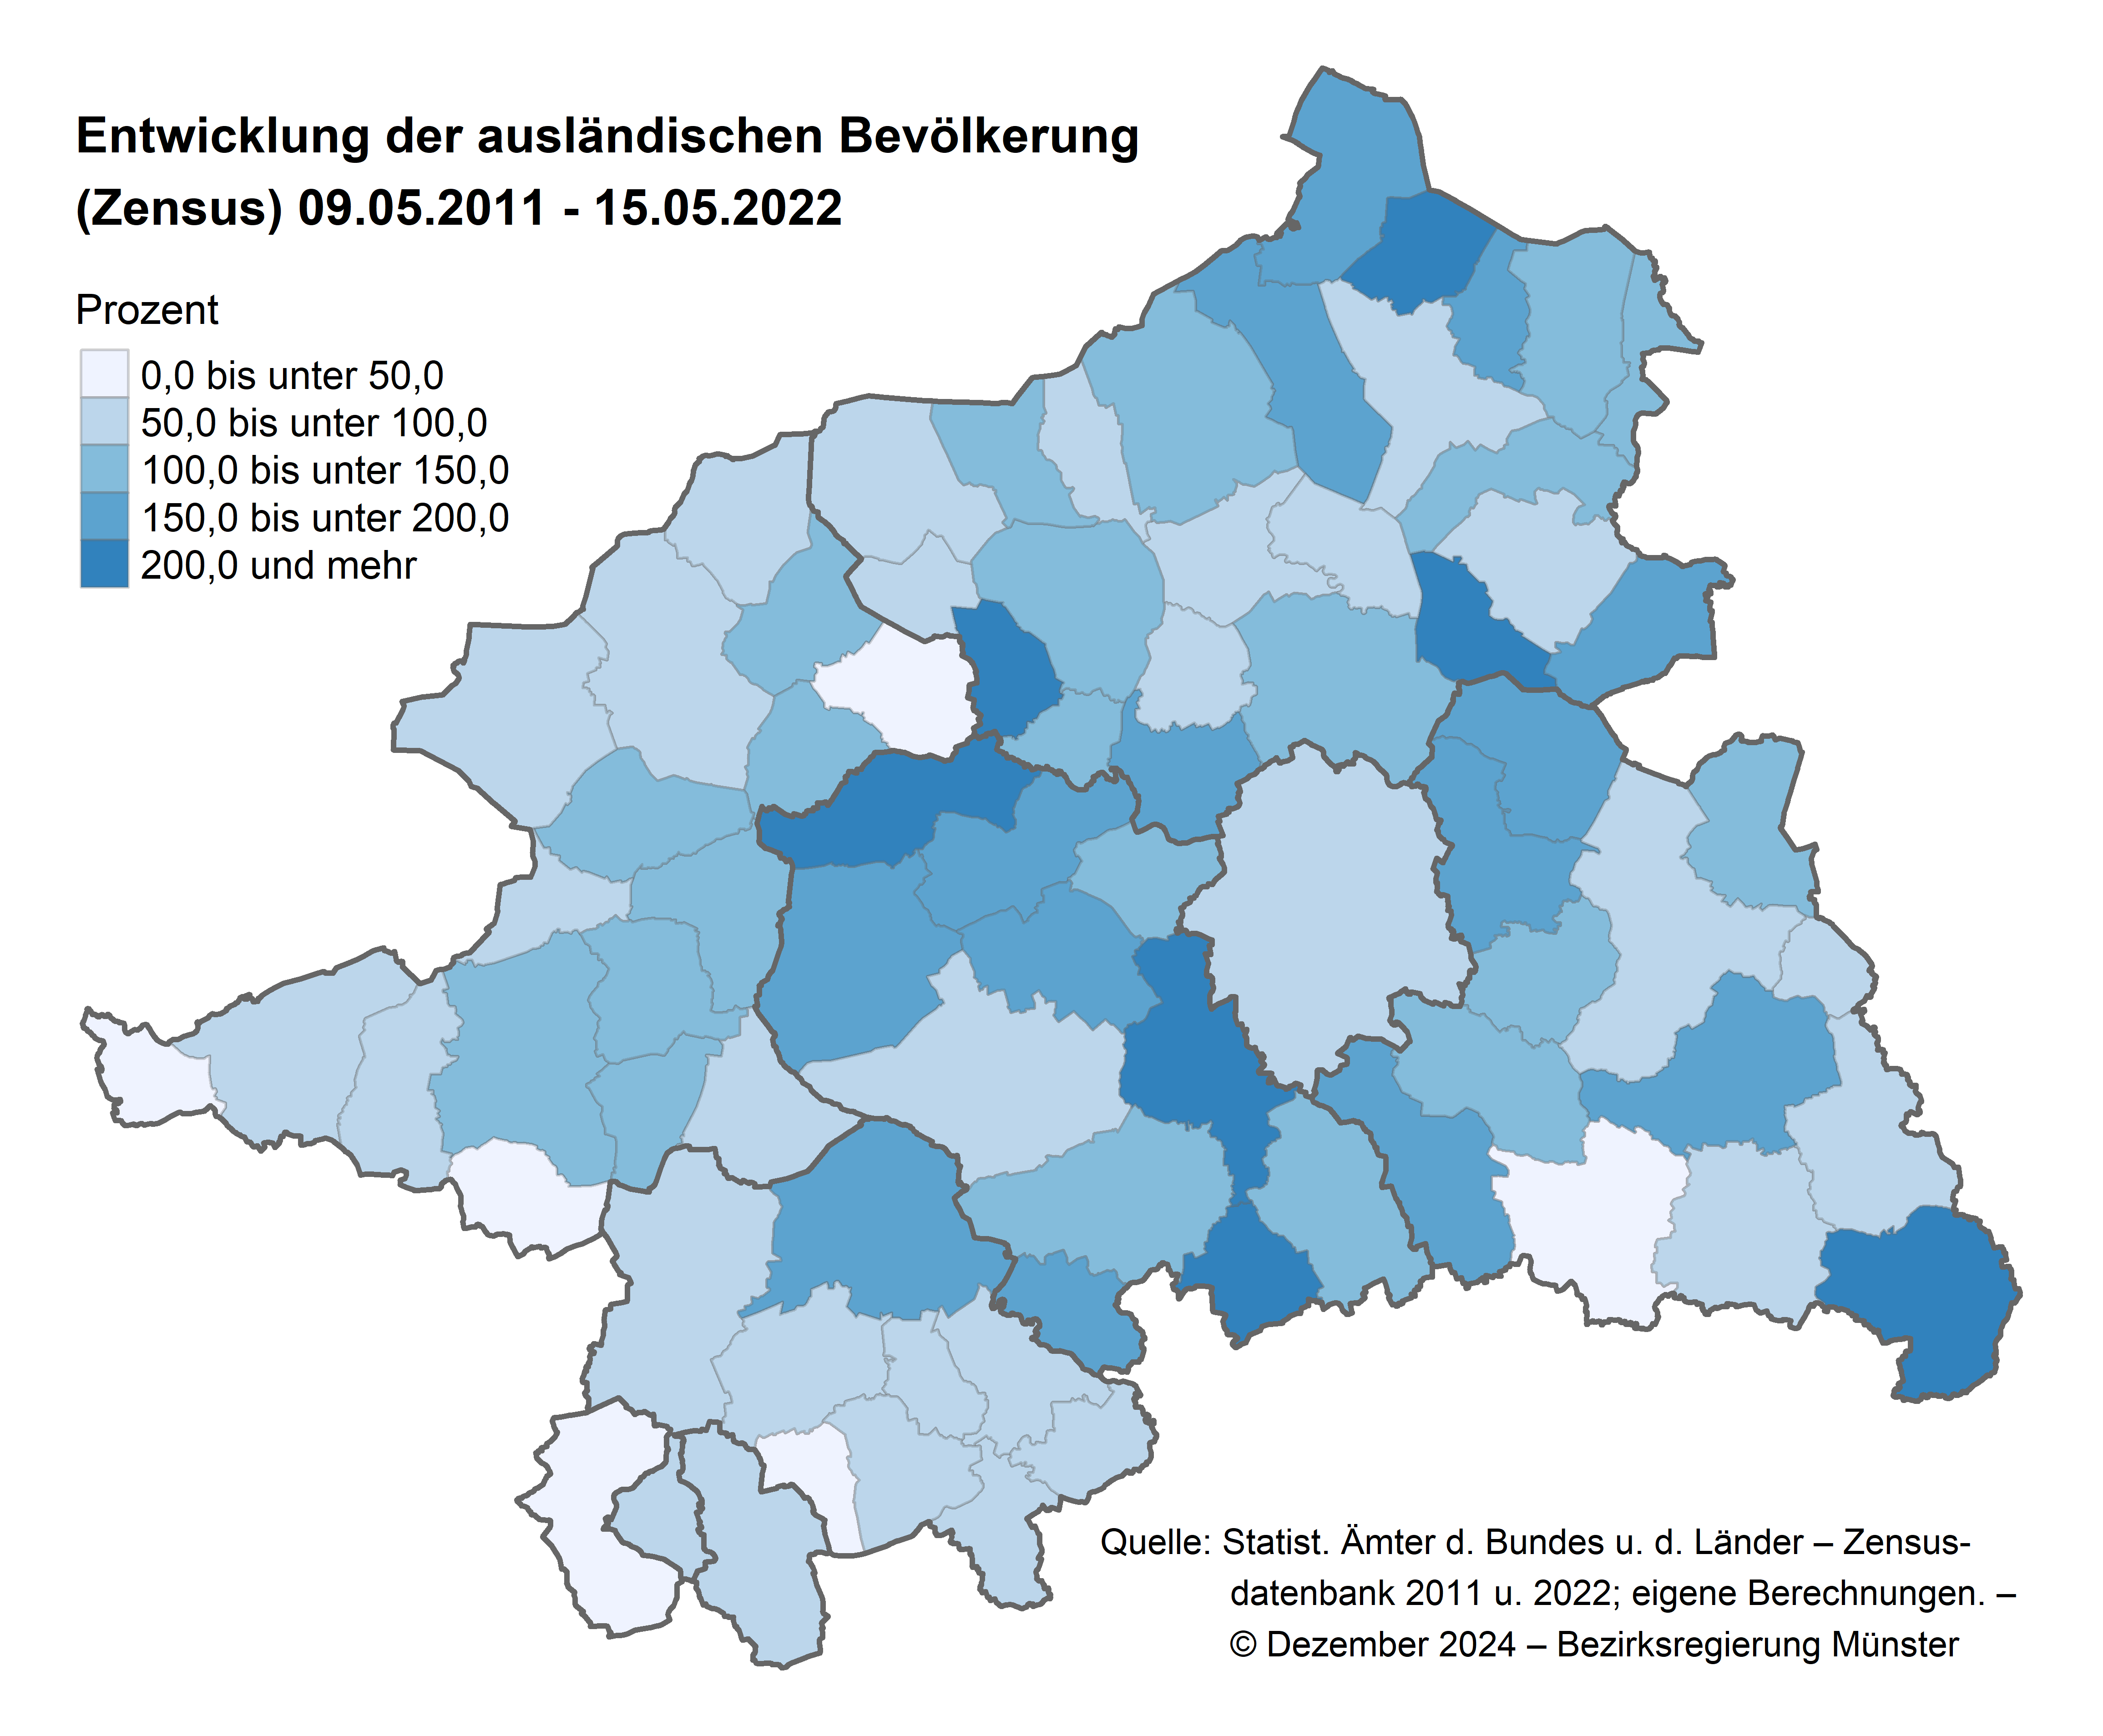 Entwicklung der ausländischen Bevölkerung
(Zensus) 09.05.2011 - 15.05.2022
Prozent
0,0 bis unter 50,0
50,0 bis unter 100,0
100,0 bis unter 150,0
150,0 bis unter 200,0
200,0 und mehr
Quelle: Statist. Ämter d. Bundes u. d. Länder – Zensus-
datenbank 2011 u. 2022; eigene Berechnungen. –
© Dezember 2024 – Bezirksregierung Münster